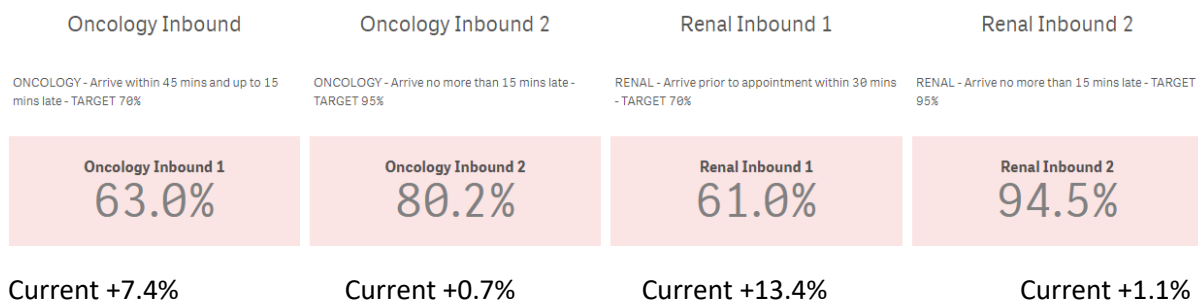 Oncology Inbound
Oncology Inbound 2
Renal Inbound 1
Renal Inbound 2
ONCOLOGY - Arrive within 45 mins and up to 15
mins late - TARGET 70%
ONCOLOGY - Arrive no more than 15 mins late -
TARGET 95%
RENAL - Arrive prior to appointment within 30 mins
- TARGET 70%
RENAL - Arrive no more than 15 mins late - TARGET
95%
Oncology Inbound 1
63.0%
Oncology Inbound 2
80.2%
Renal Inbound 1
61.0%
Renal Inbound 2
94.5%
Current +7.4%
Current +0.7%
Current +13.4%
Current +1.1%